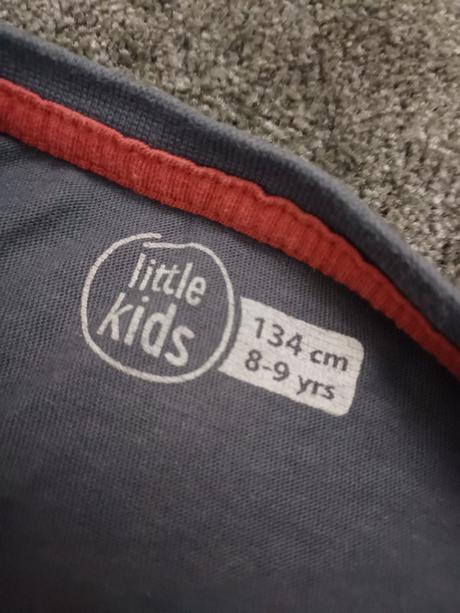 little
kids
134 cm
8-9 yrs